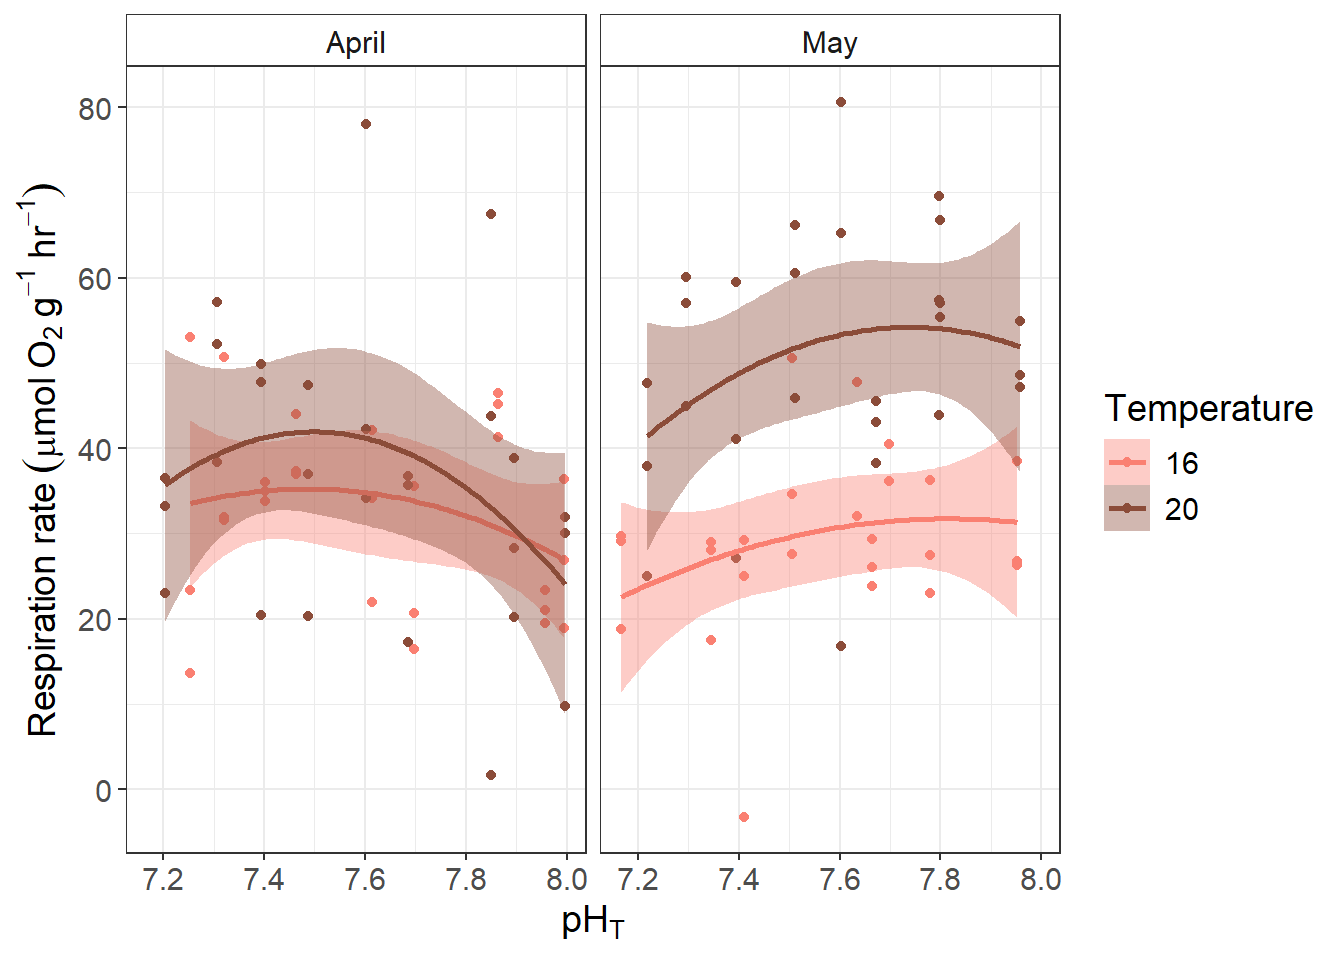 April May
80
60
40
20
0
Respiration rate (μmol O₂ g⁻¹ hr⁻¹)
7.2 7.4 7.6 7.8 8.0 7.2 7.4 7.6 7.8 8.0
pH_T
Temperature
16
20